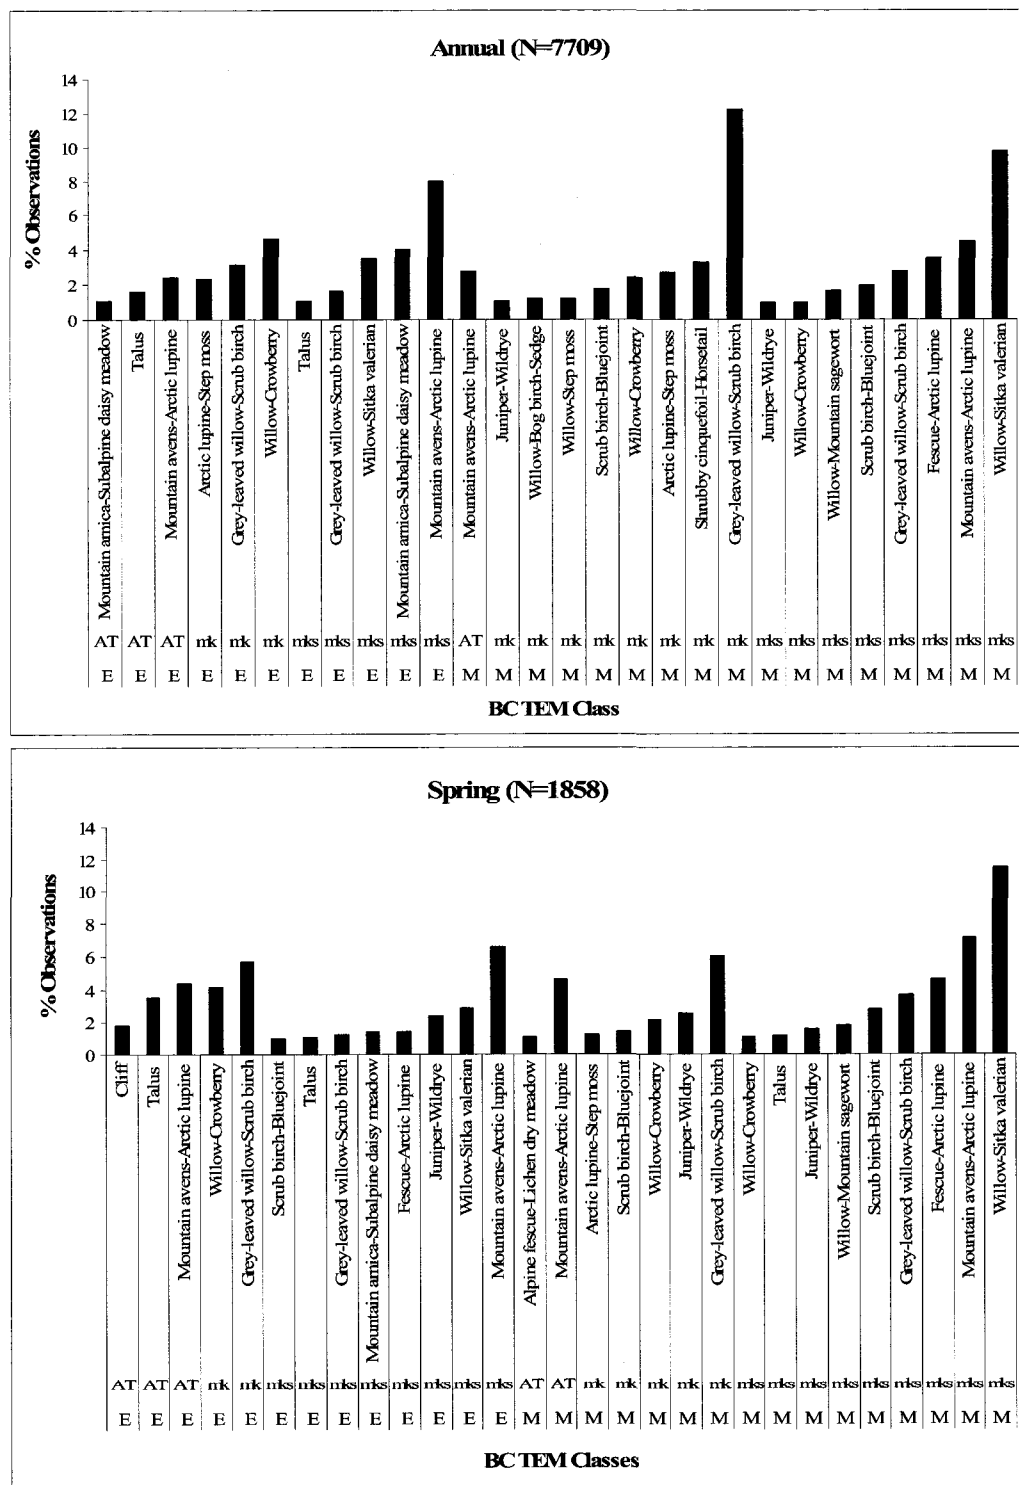 Annual (N=7709)
% Observations
14
12
10
8
6
4
2
0
Mountain arnica-Subalpine daisy meadow
Talus
Mountain avens-Arctic lupine
Arctic lupine-Step moss
Grey-leaved willow-Scrub birch
Willow-Crowberry
Talus
Grey-leaved willow-Scrub birch
Willow-Sitka valerian
Mountain arnica-Subalpine daisy meadow
Mountain avens-Arctic lupine
Mountain avens-Arctic lupine
Juniper-Wildrye
Willow-Bog birch-Sedge
Willow-Step moss
Scrub birch-Bluejoint
Willow-Crowberry
Arctic lupine-Step moss
Shrubby cinquefoil-Horsetail
Grey-leaved willow-Scrub birch
Juniper-Wildrye
Willow-Crowberry
Willow-Mountain sagewort
Scrub birch-Bluejoint
Grey-leaved willow-Scrub birch
Fescue-Arctic lupine
Mountain avens-Arctic lupine
Willow-Sitka valerian
AT AT AT mk mk mk mks mks mks mks mks AT mk mk mk mk mk mk mk mk mks mks mks mks mks mks mks mks
E E E E E E E E E E E M M M M M M M M M M M M M M M M M
BC TEM Class
Spring (N=1858)
% Observations
14
12
10
8
6
4
2
0
Cliff
Talus
Mountain avens-Arctic lupine
Willow-Crowberry
Grey-leaved willow-Scrub birch
Scrub birch-Bluejoint
Talus
Grey-leaved willow-Scrub birch
Mountain arnica-Subalpine daisy meadow
Fescue-Arctic lupine
Juniper-Wildrye
Willow-Sitka valerian
Mountain avens-Arctic lupine
Alpine fescue-Lichen dry meadow
Mountain avens-Arctic lupine
Arctic lupine-Step moss
Scrub birch-Bluejoint
Willow-Crowberry
Juniper-Wildrye
Grey-leaved willow-Scrub birch
Willow-Crowberry
Talus
Juniper-Wildrye
Willow-Mountain sagewort
Scrub birch-Bluejoint
Grey-leaved willow-Scrub birch
Fescue-Arctic lupine
Mountain avens-Arctic lupine
Willow-Sitka valerian
AT AT AT mk mk mks mks mks mks mks mks mks mks AT AT mk mk mk mk mk mks mks mks mks mks mks mks mks mks
E E E E E E E E E E E E E M M M M M M M M M M M M M M M M
BC TEM Classes